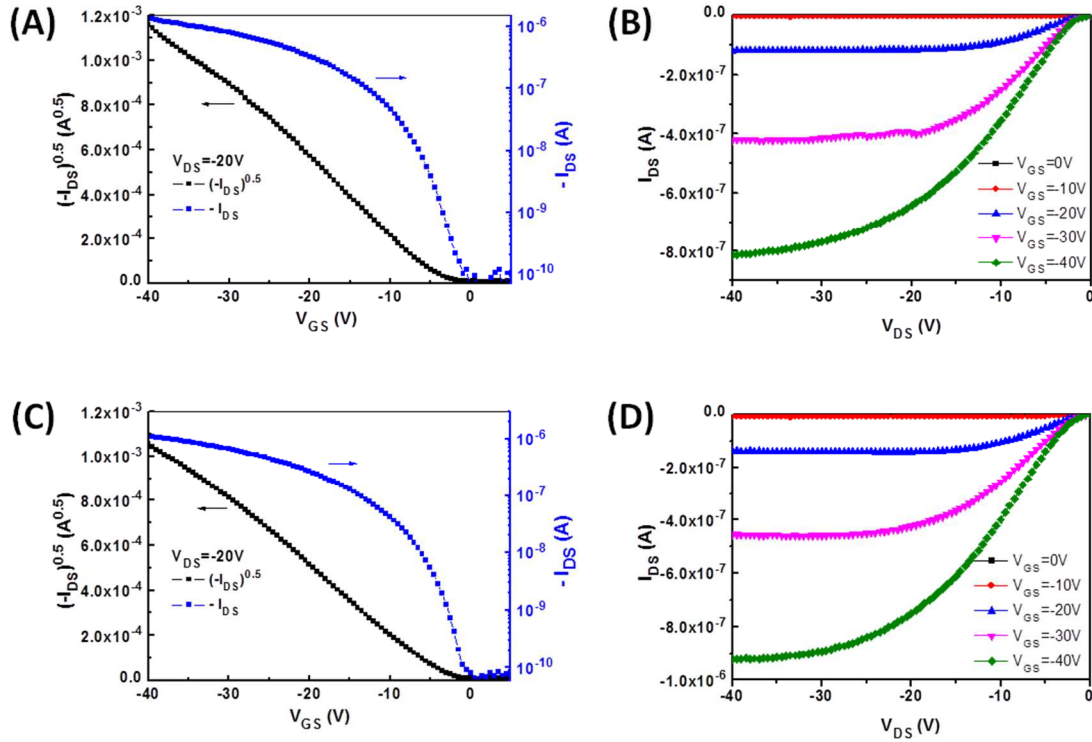 (A)
1.2x10-3
1.0x10-3
8.0x10-4
6.0x10-4
4.0x10-4
2.0x10-4
0.0
(-IDS)0.5 (A0.5)
VDS=-20V
(-IDS)0.5
- IDS
10-6
10-7
10-8
10-9
10-10
- IDS (A)
-40 -30 -20 -10 0
VGS (V)
(B)
0.0
-2.0x10-7
-4.0x10-7
-6.0x10-7
-8.0x10-7
IDS (A)
VGS=0V
VGS=-10V
VGS=-20V
VGS=-30V
VGS=-40V
-40 -30 -20 -10 0
VDS (V)
(C)
1.2x10-3
1.0x10-3
8.0x10-4
6.0x10-4
4.0x10-4
2.0x10-4
0.0
(-IDS)0.5 (A0.5)
VDS=-20V
(-IDS)0.5
- IDS
10-6
10-7
10-8
10-9
10-10
- IDS (A)
-40 -30 -20 -10 0
VGS (V)
(D)
0.0
-2.0x10-7
-4.0x10-7
-6.0x10-7
-8.0x10-7
-1.0x10-6
IDS (A)
VGS=0V
VGS=-10V
VGS=-20V
VGS=-30V
VGS=-40V
-40 -30 -20 -10 0
VDS (V)